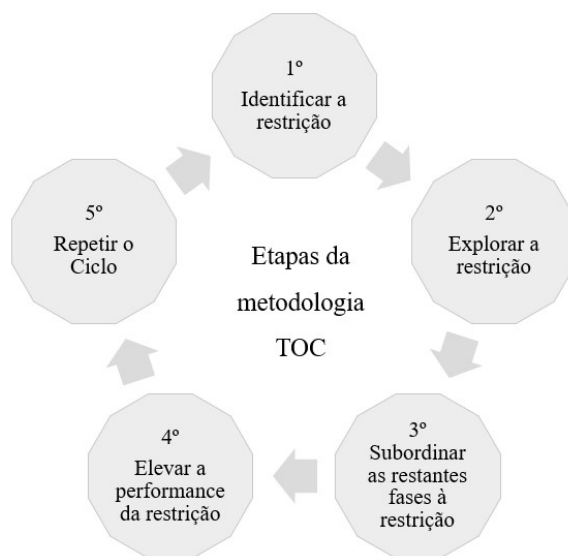 1º
Identificar a
restrição
2º
Explorar a
restrição
3º
Subordinar
as restantes
fases à
restrição
4º
Elevar a
performance
da restrição
5º
Repetir o
Ciclo
Etapas da
metodologia
TOC